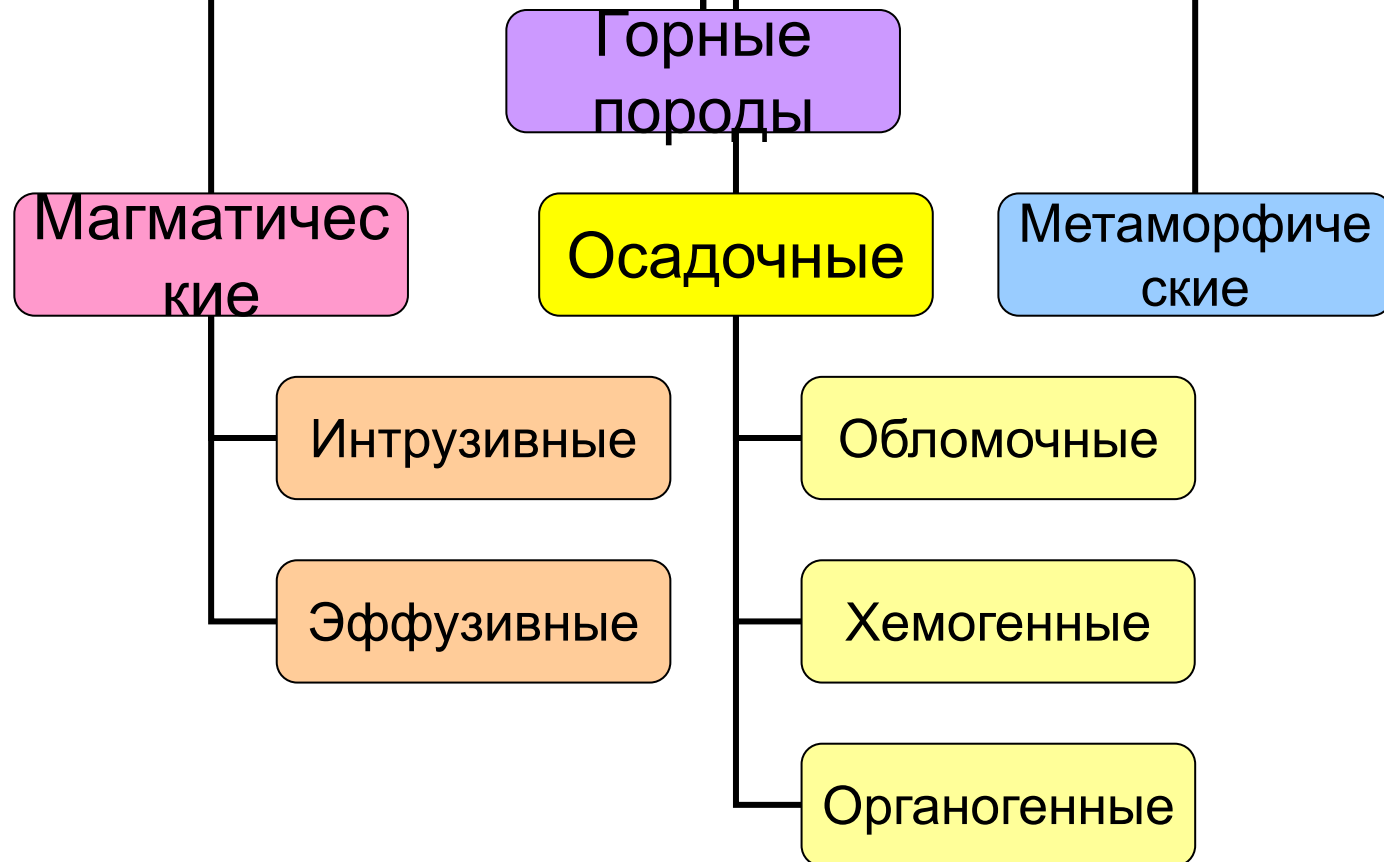 Горные
породы
Магматичес
кие
Осадочные
Метаморфиче
ские
Интрузивные
Обломочные
Эффузивные
Хемогенные
Органогенные